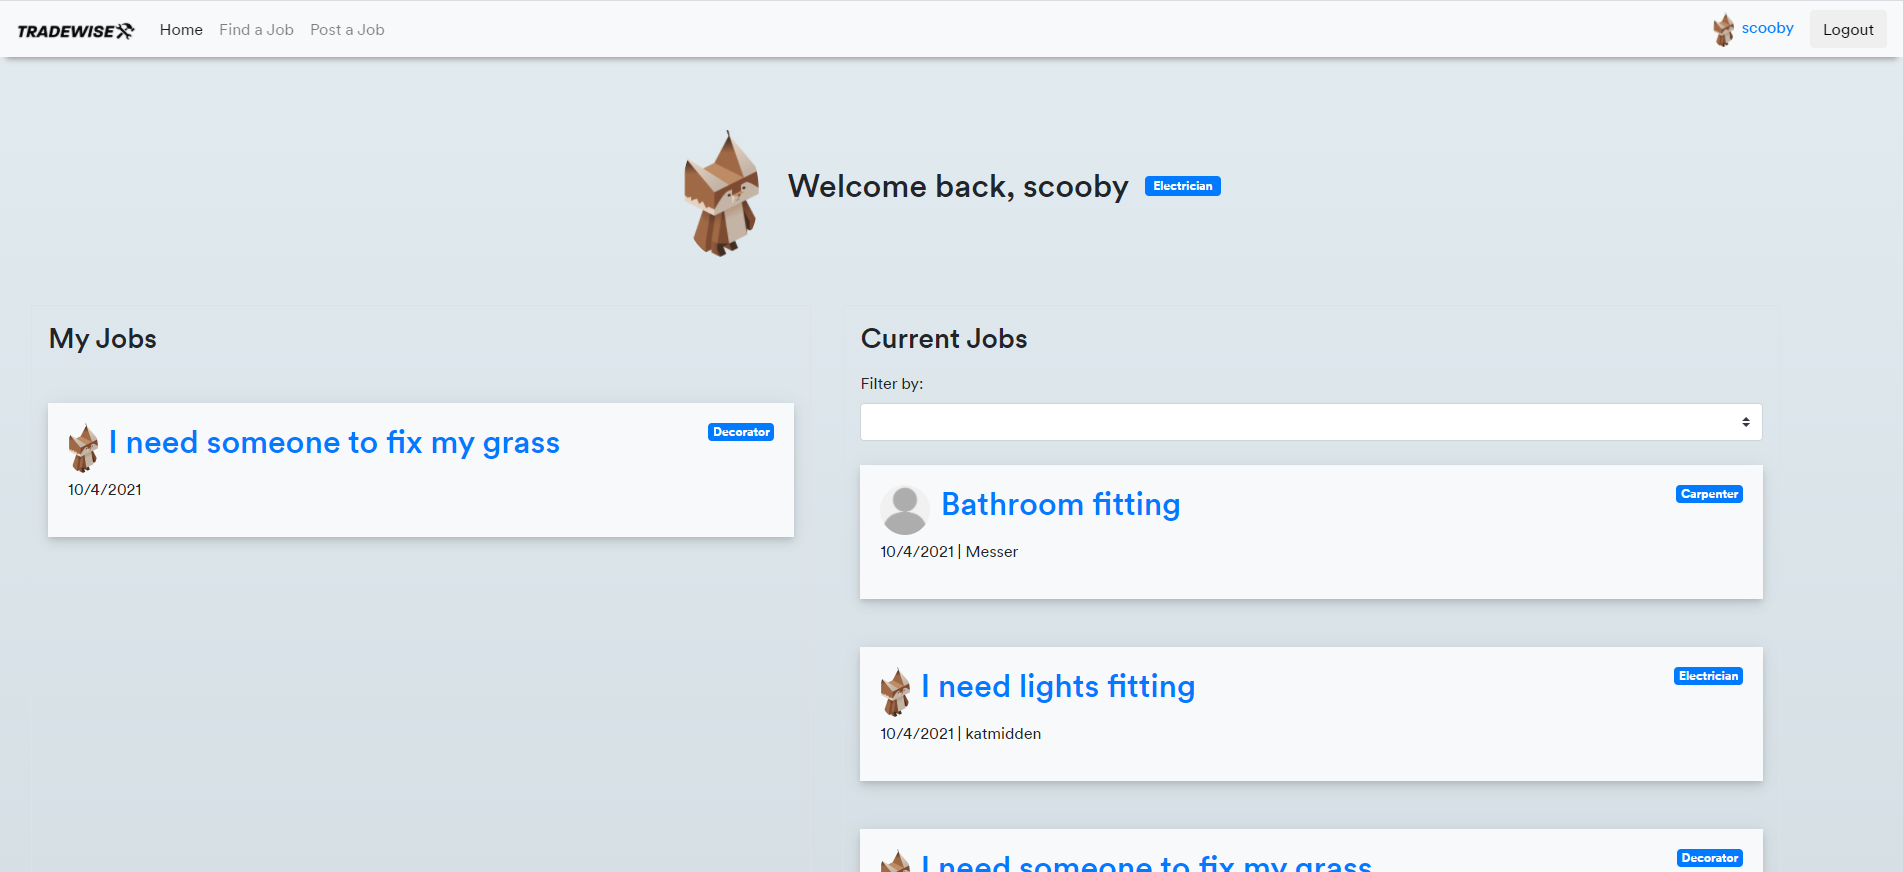 TRADEWISE
Home Find a Job Post a Job
scooby
Logout
Welcome back, scooby Electrician
My Jobs
I need someone to fix my grass
Decorator
10/4/2021
Current Jobs
Filter by:
Bathroom fitting
Carpenter
10/4/2021 | Messer
I need lights fitting
Electrician
10/4/2021 | katmidden
I need someone to fix my grass
Decorator